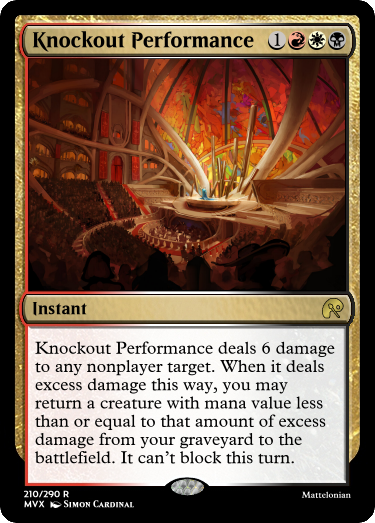 Knockout Performance 1
Instant
Knockout Performance deals 6 damage
to any nonplayer target. When it deals
excess damage this way, you may
return a creature with mana value less
than or equal to that amount of excess
damage from your graveyard to the
battlefield. It can't block this turn.
210/290 R
MVX Simon Cardinal
Mattelonian